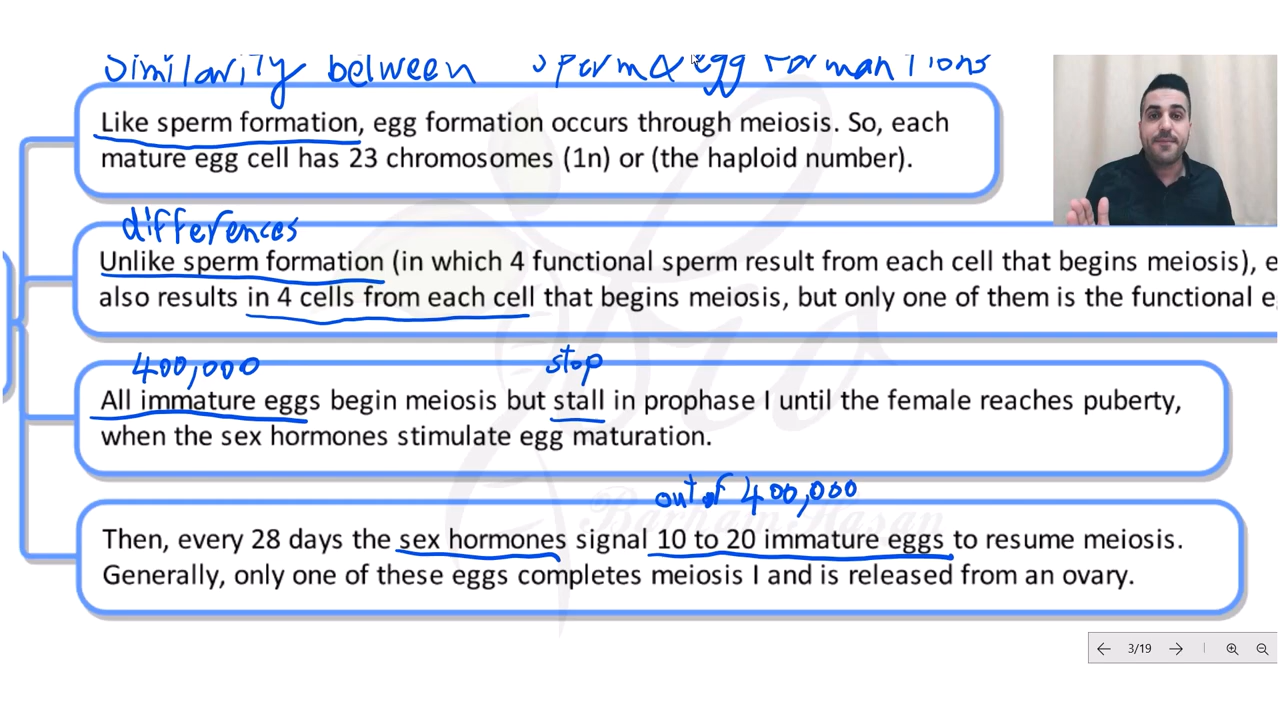 Similarity between sperm & egg formantions
Like sperm formation, egg formation occurs through meiosis. So, each
mature egg cell has 23 chromosomes (1n) or (the haploid number).
differences
Unlike sperm formation (in which 4 functional sperm result from each cell that begins meiosis), e
also results in 4 cells from each cell that begins meiosis, but only one of them is the functional e
400,000 stop
All immature eggs begin meiosis but stall in prophase I until the female reaches puberty,
when the sex hormones stimulate egg maturation.
out of 400,000
Then, every 28 days the sex hormones signal 10 to 20 immature eggs to resume meiosis.
Generally, only one of these eggs completes meiosis I and is released from an ovary.
3/19